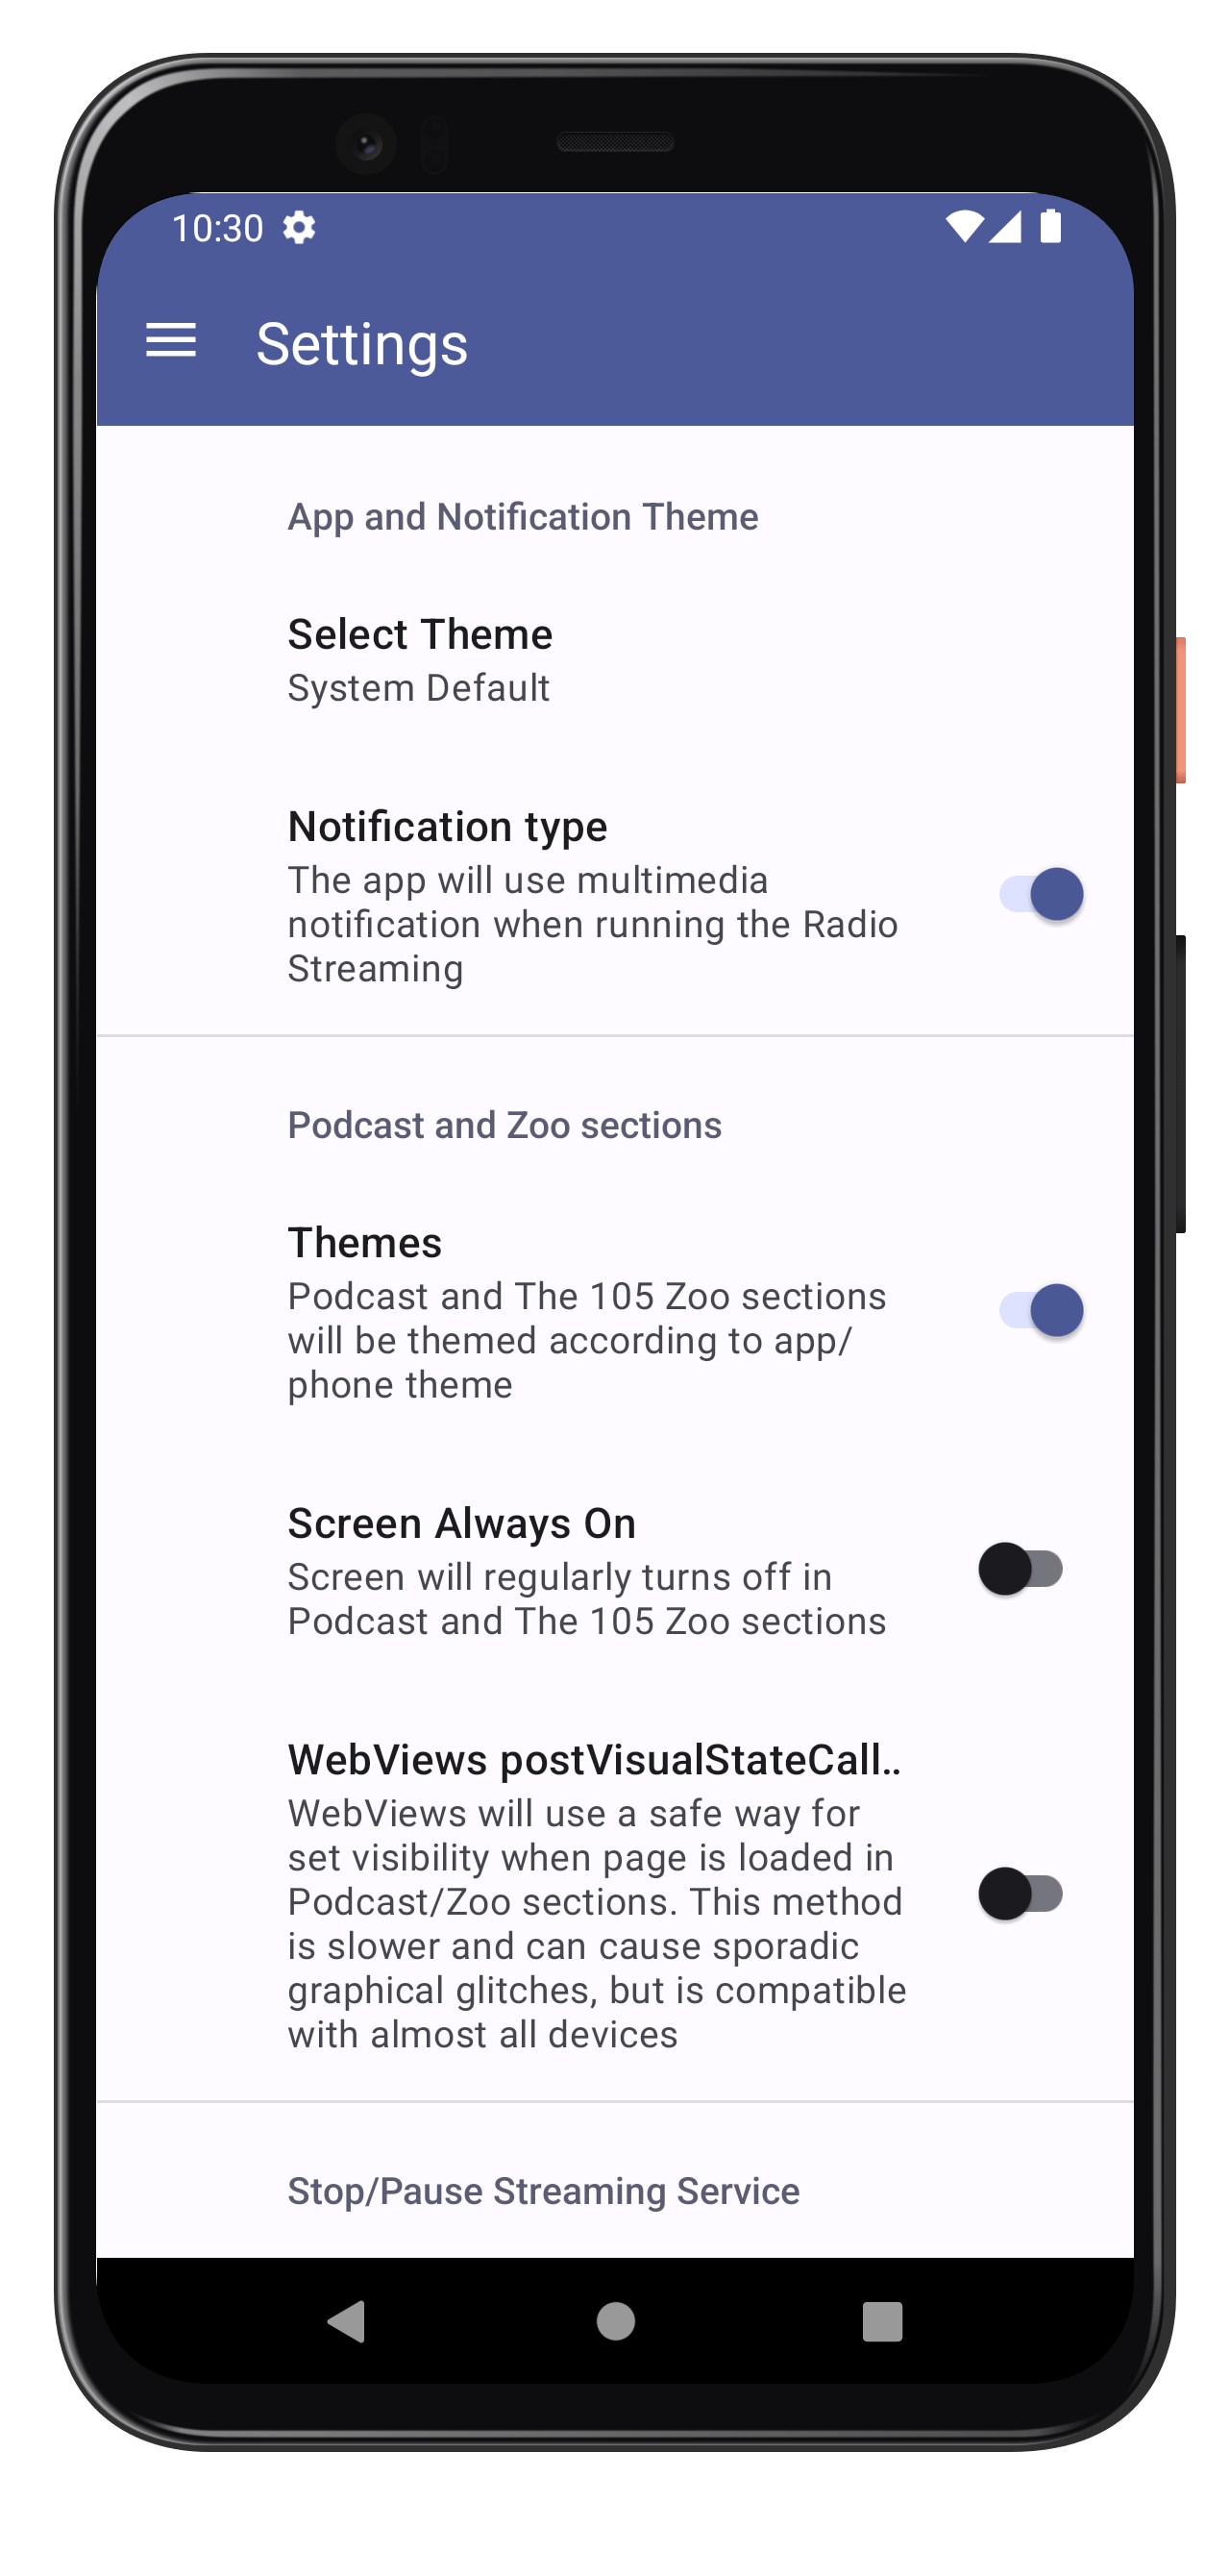 10:30
Settings
App and Notification Theme
Select Theme
System Default
Notification type
The app will use multimedia
notification when running the Radio
Streaming
Podcast and Zoo sections
Themes
Podcast and The 105 Zoo sections
will be themed according to app/
phone theme
Screen Always On
Screen will regularly turns off in
Podcast and The 105 Zoo sections
WebViews postVisualStateCall..
WebViews will use a safe way for
set visibility when page is loaded in
Podcast/Zoo sections. This method
is slower and can cause sporadic
graphical glitches, but is compatible
with almost all devices
Stop/Pause Streaming Service